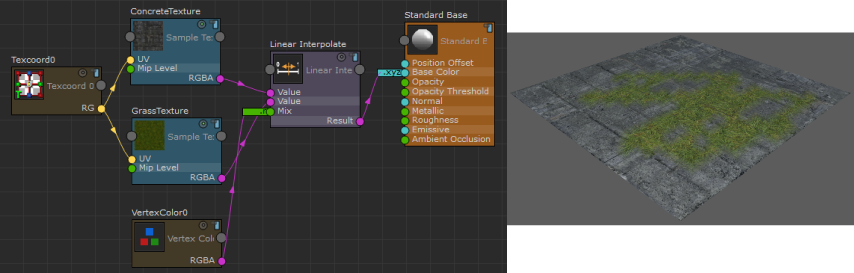 ConcreteTexture
Sample Te:
UV
Mip Level
RGBA
Texcoord0
Texcoord 0
RG
GrassTexture
Sample Te:
UV
Mip Level
RGBA
VertexColor0
Vertex Col
RGBA
Linear Interpolate
Linear Inte
Value
Value
Mix
Result
Standard Base
Standard B
Position Offset
.xyz
Base Color
Opacity
Opacity Threshold
Normal
Metallic
Roughness
Emissive
Ambient Occlusion